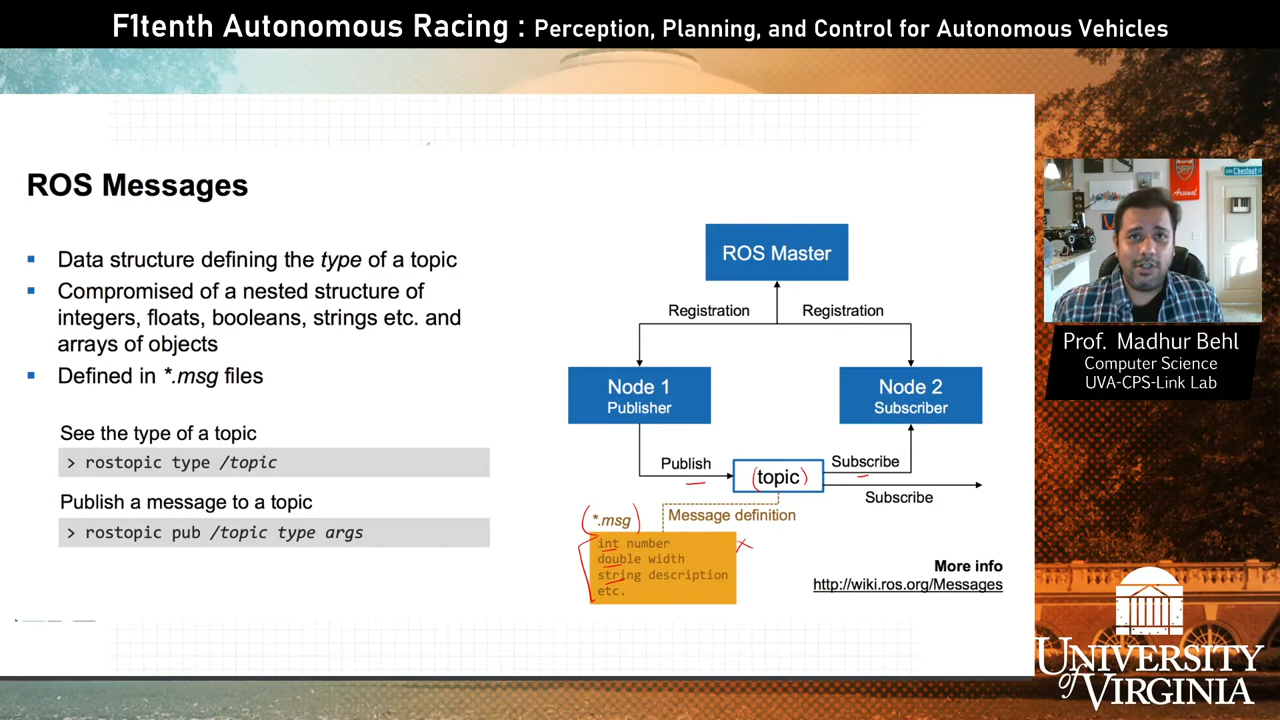 F1tenth Autonomous Racing : Perception, Planning, and Control for Autonomous Vehicles
ROS Messages
Data structure defining the type of a topic
Compromised of a nested structure of
integers, floats, booleans, strings etc. and
arrays of objects
Defined in *.msg files
See the type of a topic
> rostopic type /topic
Publish a message to a topic
> rostopic pub /topic type args
ROS Master
Registration
Registration
Node 1
Publisher
Node 2
Subscriber
Publish
topic
Subscribe
Subscribe
Message definition
*.msg
int number
double width
string description
etc.
More info
http://wiki.ros.org/Messages
Arsenal
Chestnut
Prof. Madhur Behl
Computer Science
UVA-CPS-Link Lab
UNIVERSITY
of VIRGINIA